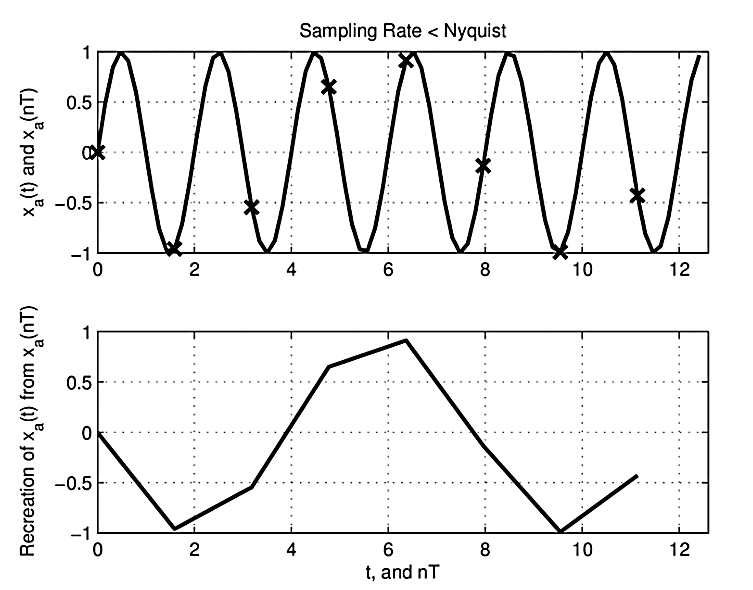 Sampling Rate < Nyquist
x_a(t) and x_a(nT)
1
0.5
0
−0.5
−1
0 2 4 6 8 10 12
Recreation of x_a(t) from x_a(nT)
1
0.5
0
−0.5
−1
0 2 4 6 8 10 12
t, and nT